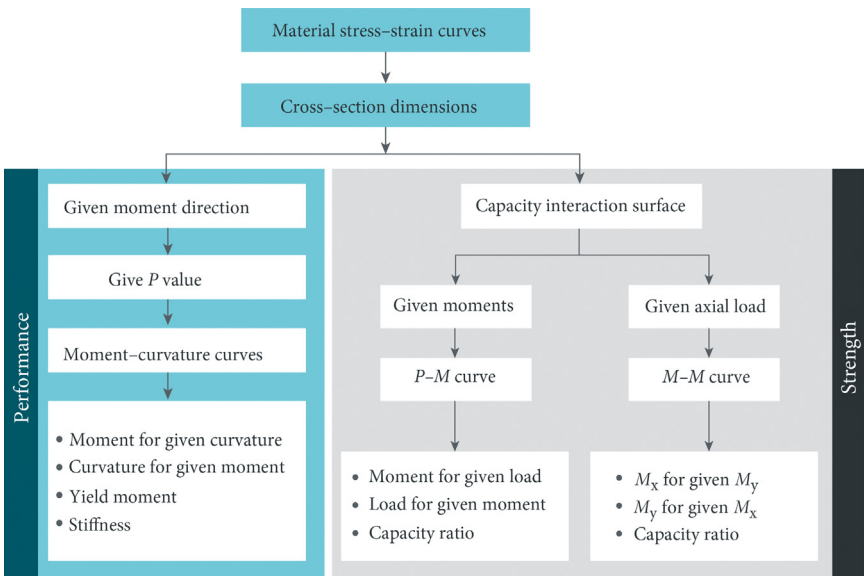 Material stress–strain curves
Cross–section dimensions
Performance
Given moment direction
Give P value
Moment–curvature curves
• Moment for given curvature
• Curvature for given moment
• Yield moment
• Stiffness
Capacity interaction surface
Given moments
P–M curve
• Moment for given load
• Load for given moment
• Capacity ratio
Given axial load
M–M curve
• Mx for given My
• My for given Mx
• Capacity ratio
Strength